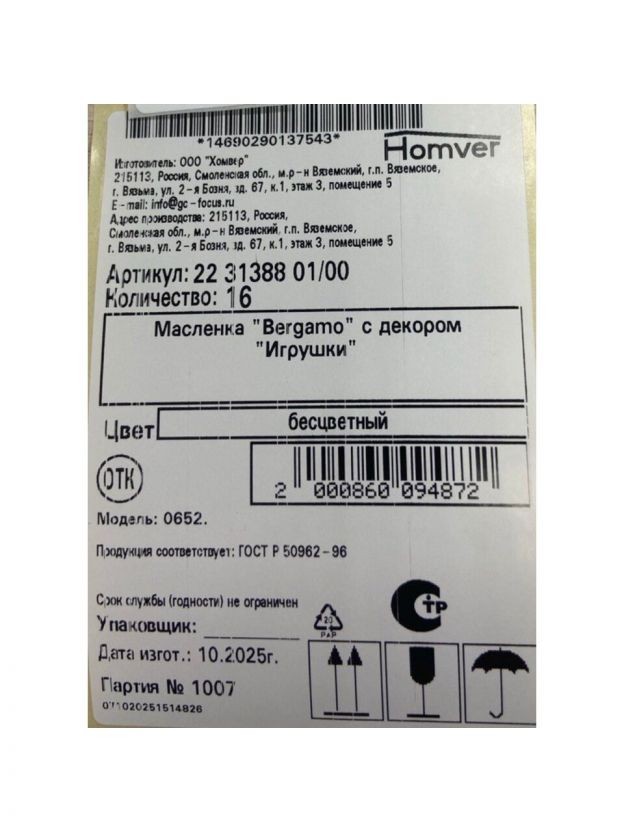 *14690290137543*
Homver
Изготовитель: ООО "Хомвер"
215113, Россия, Смоленская обл., м.р-н Вяземский, г.п. Вяземское,
г. Вязьма, ул. 2-я Бозня, зд. 67, к.1, этаж 3, помещение 5
E-mail: info@gc-focus.ru
Адрес производства: 215113, Россия,
Смоленская обл., м.р-н Вяземский, г.п. Вяземское,
г. Вязьма, ул. 2-я Бозня, зд. 67, к.1, этаж 3, помещение 5
Артикул: 22 31388 01/00
Количество: 16
Масленка "Bergamo" с декором
"Игрушки"
Цвет бесцветный
ОТК
2 000860 094872
Модель: 0652.
Продукция соответствует: ГОСТ Р 50962-96
Срок службы (годности) не ограничен
Упаковщик:
20
PAP
СТР
Дата изгот.: 10.2025г.
Партия № 1007
071020251514826